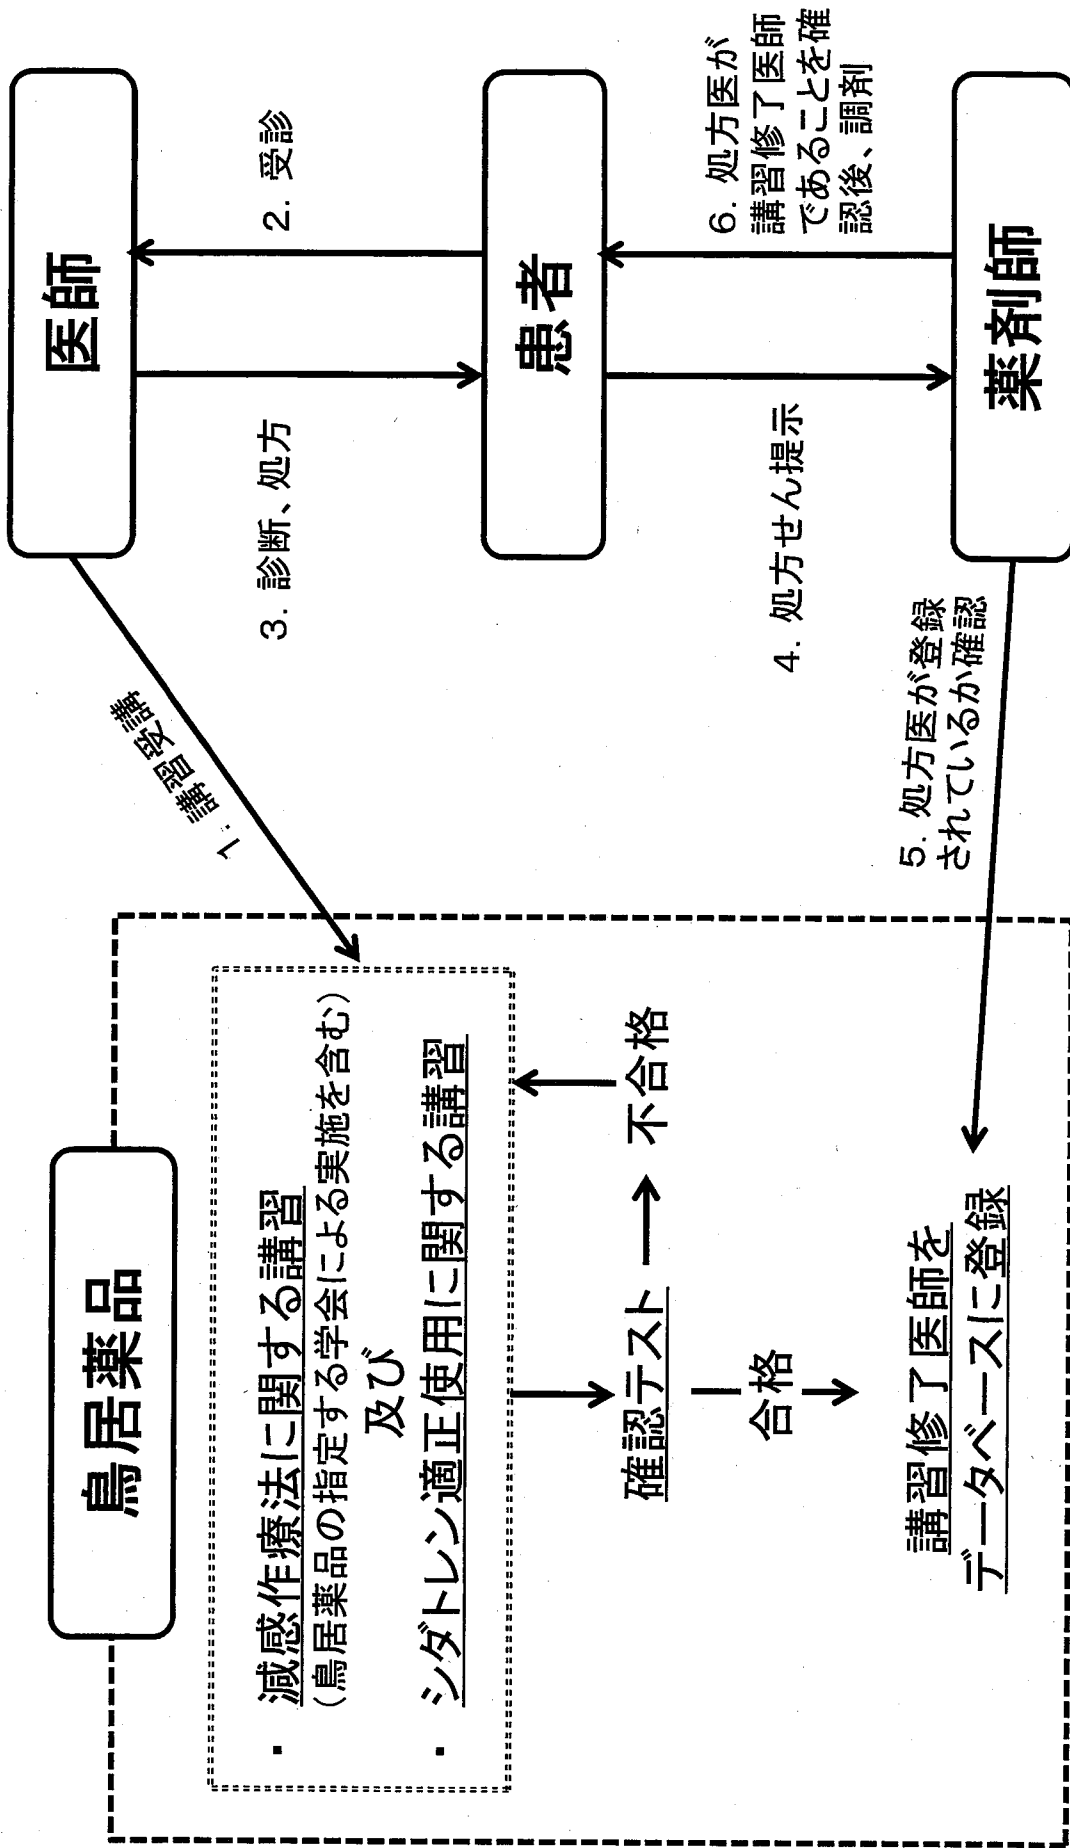 鳥居薬品
・減感作療法に関する講習
(鳥居薬品の指定する学会による実施を含む)
及び
・シダトレン適正使用に関する講習
確認テスト
不合格
合格
講習修了医師を
データベースに登録
1. 講習受講
医師
2. 受診
3. 診断、処方
患者
4. 処方せん提示
5. 処方医が登録
されているか確認
6. 処方医が
講習修了医師
であることを確
認後、調剤
薬剤師